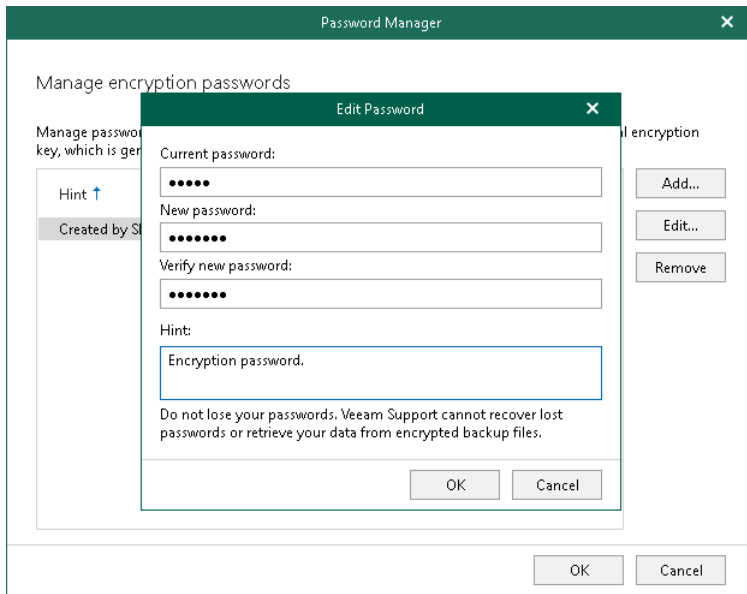 Password Manager
Manage encryption passwords
Edit Password
Manage
key, which is
l encryption
Current password:
•••••
New password:
•••••••
Verify new password:
•••••••
Hint:
Encryption password.
Do not lose your passwords. Veeam Support cannot recover lost
passwords or retrieve your data from encrypted backup files.
OK Cancel
Hint ↑
Created by
Add...
Edit...
Remove
OK Cancel